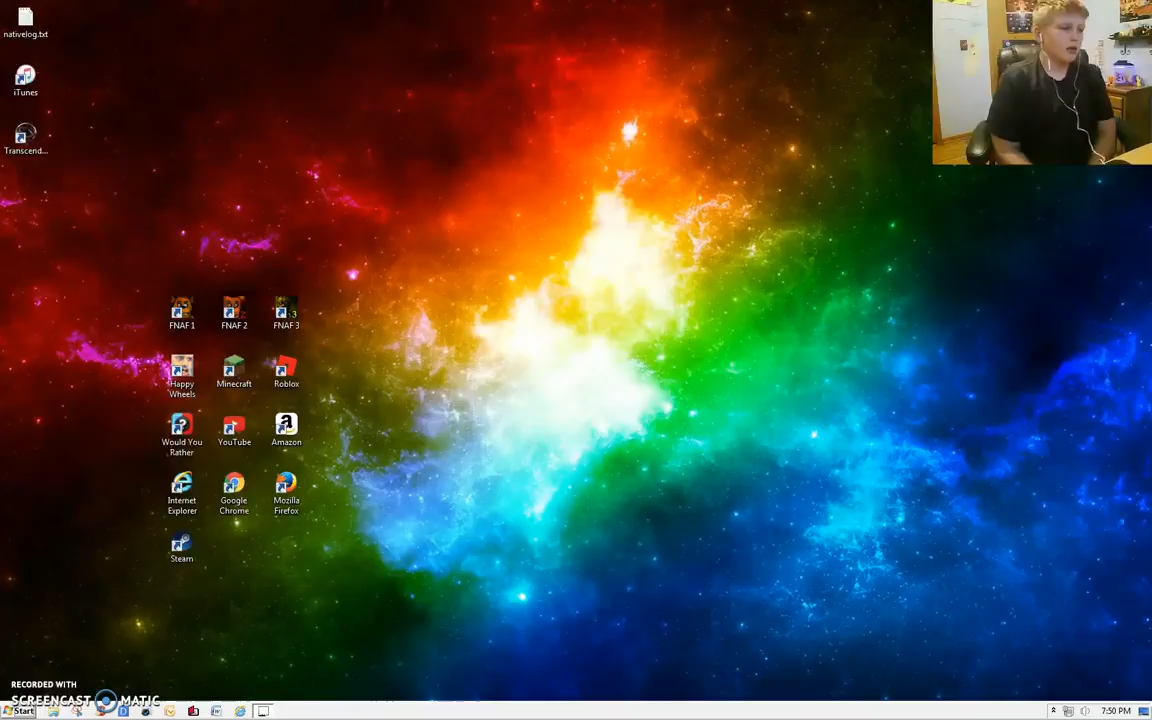 nativelog.txt
iTunes
Transcend...
FNAF 1
FNAF 2
FNAF 3
Happy
Wheels
Minecraft
Roblox
Would You
Rather
YouTube
Amazon
Internet
Explorer
Google
Chrome
Mozilla
Firefox
Steam
RECORDED WITH
SCREENCAST MATIC
Start
7:50 PM